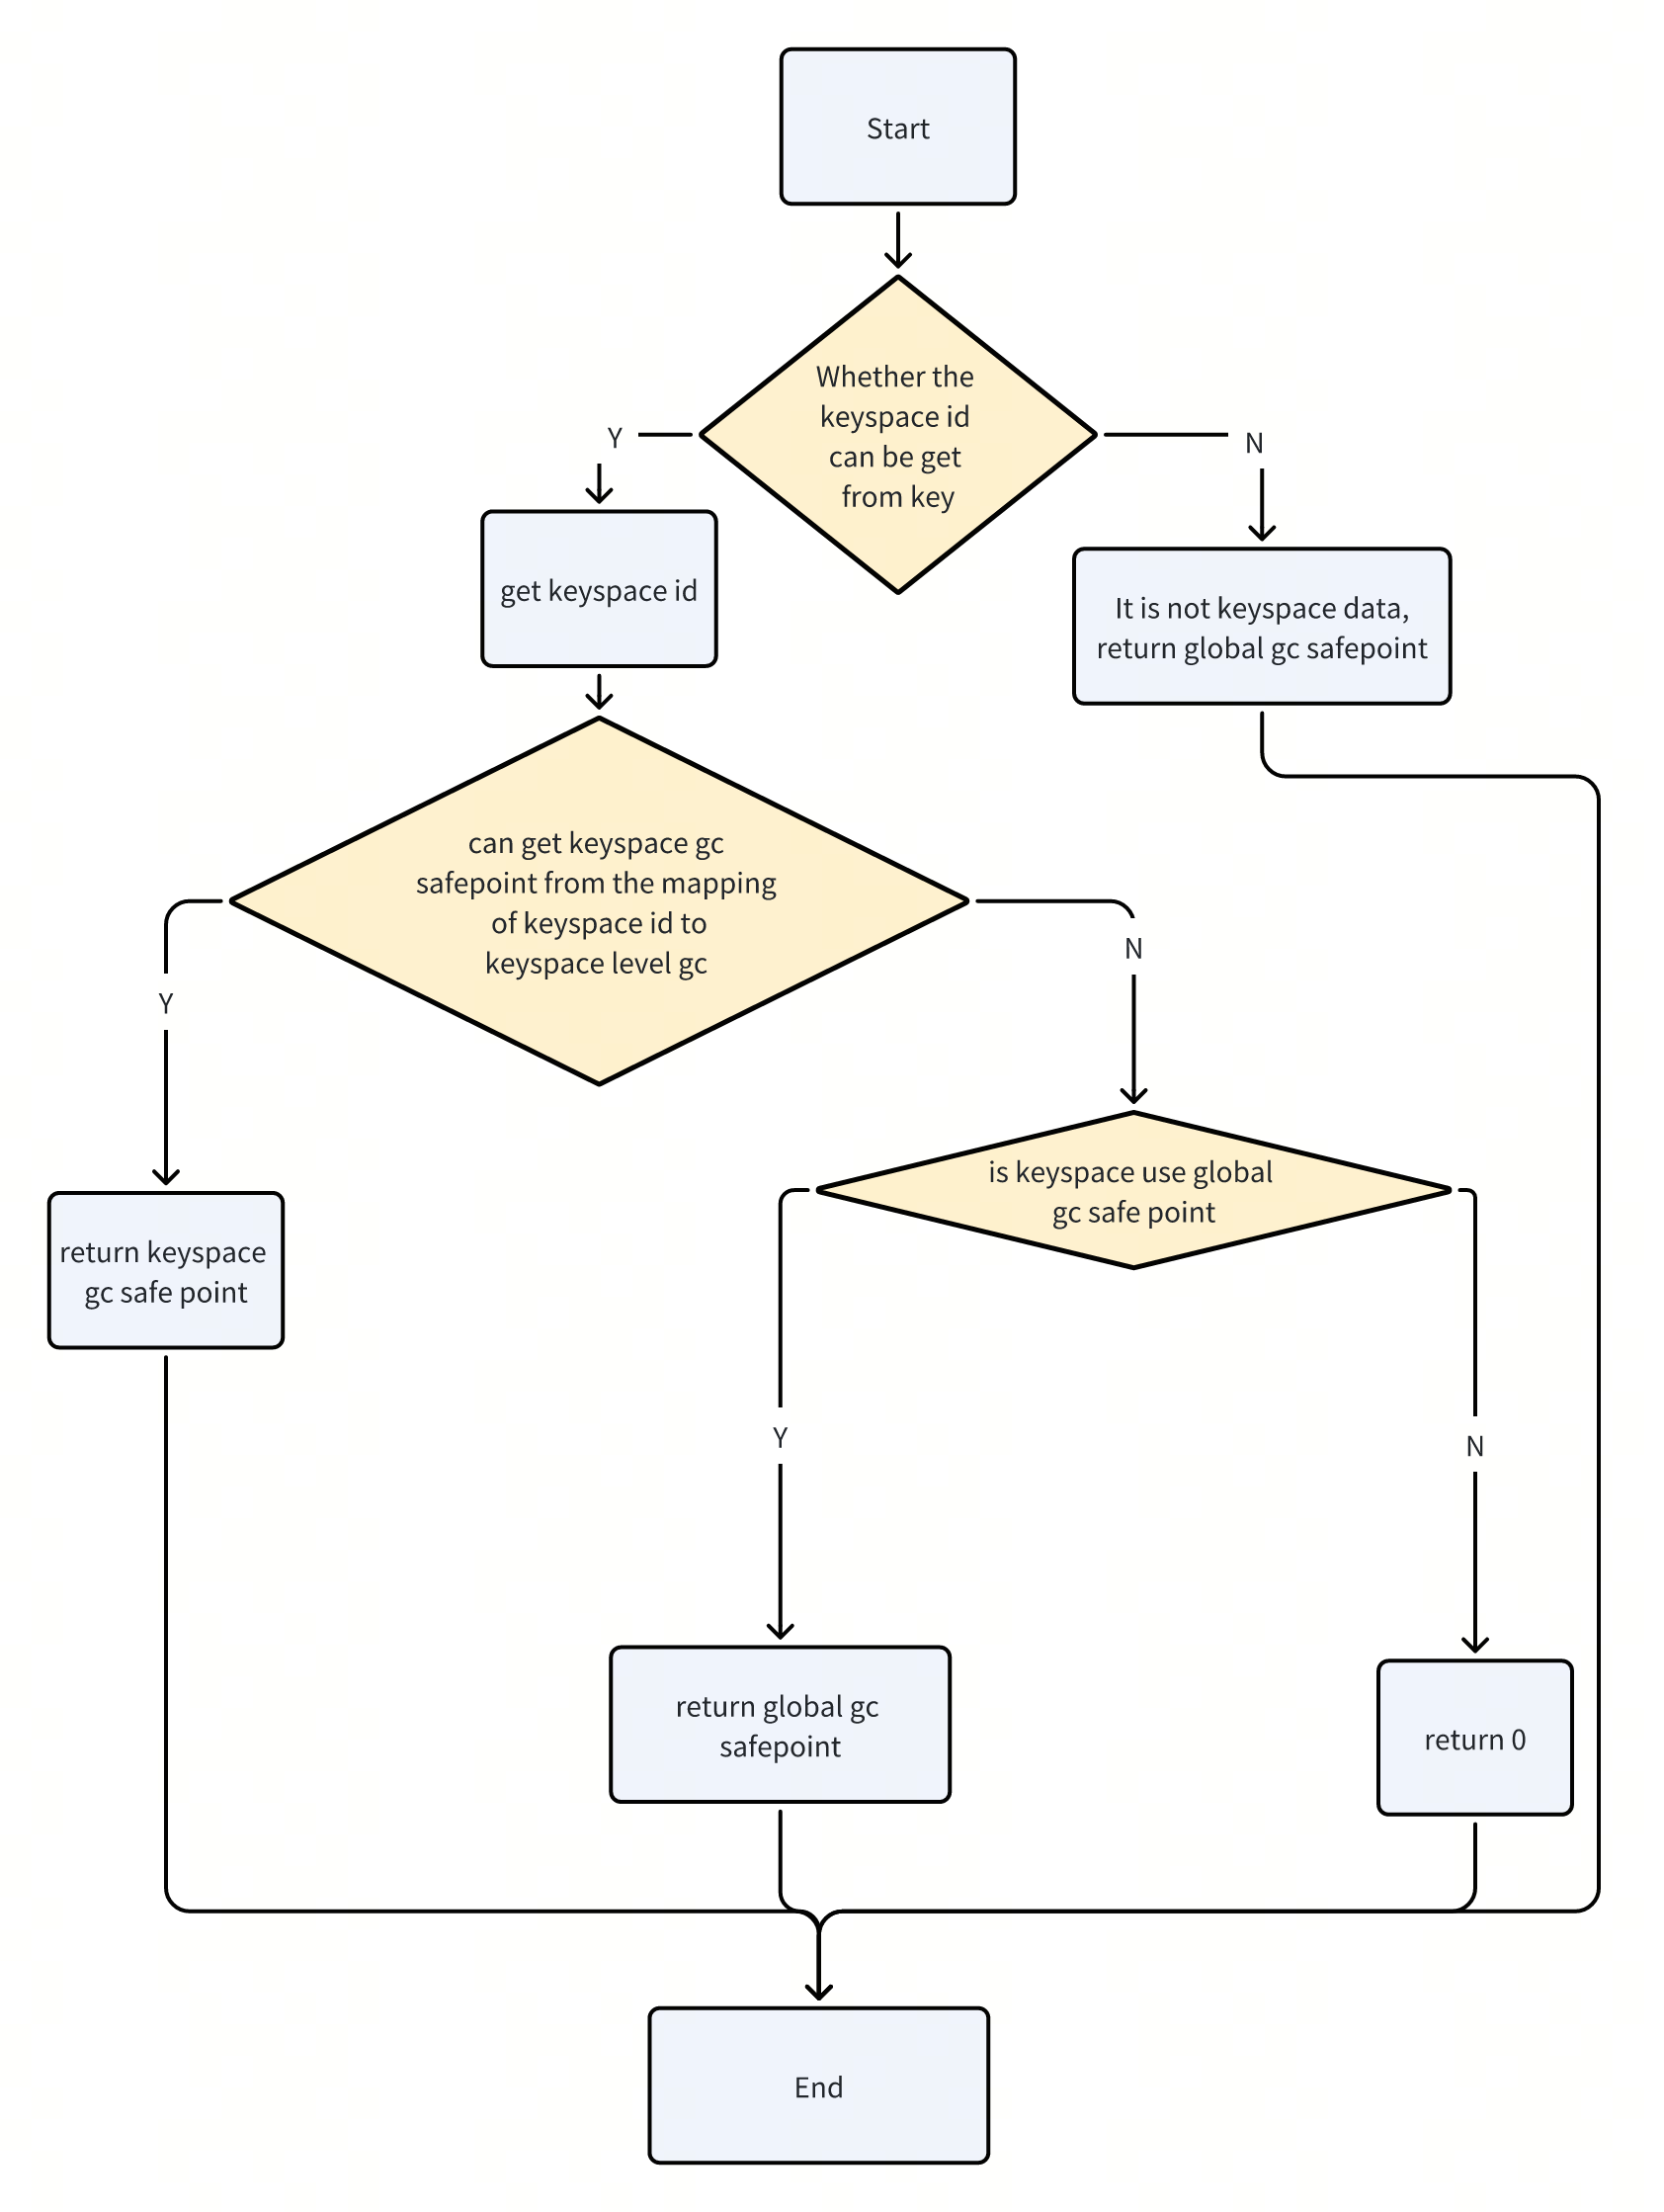 Start
Whether the
keyspace id
can be get
from key
Y
N
get keyspace id
It is not keyspace data,
return global gc safepoint
can get keyspace gc
safepoint from the mapping
of keyspace id to
keyspace level gc
Y
N
is keyspace use global
gc safe point
return keyspace
gc safe point
Y
N
return global gc
safepoint
return 0
End